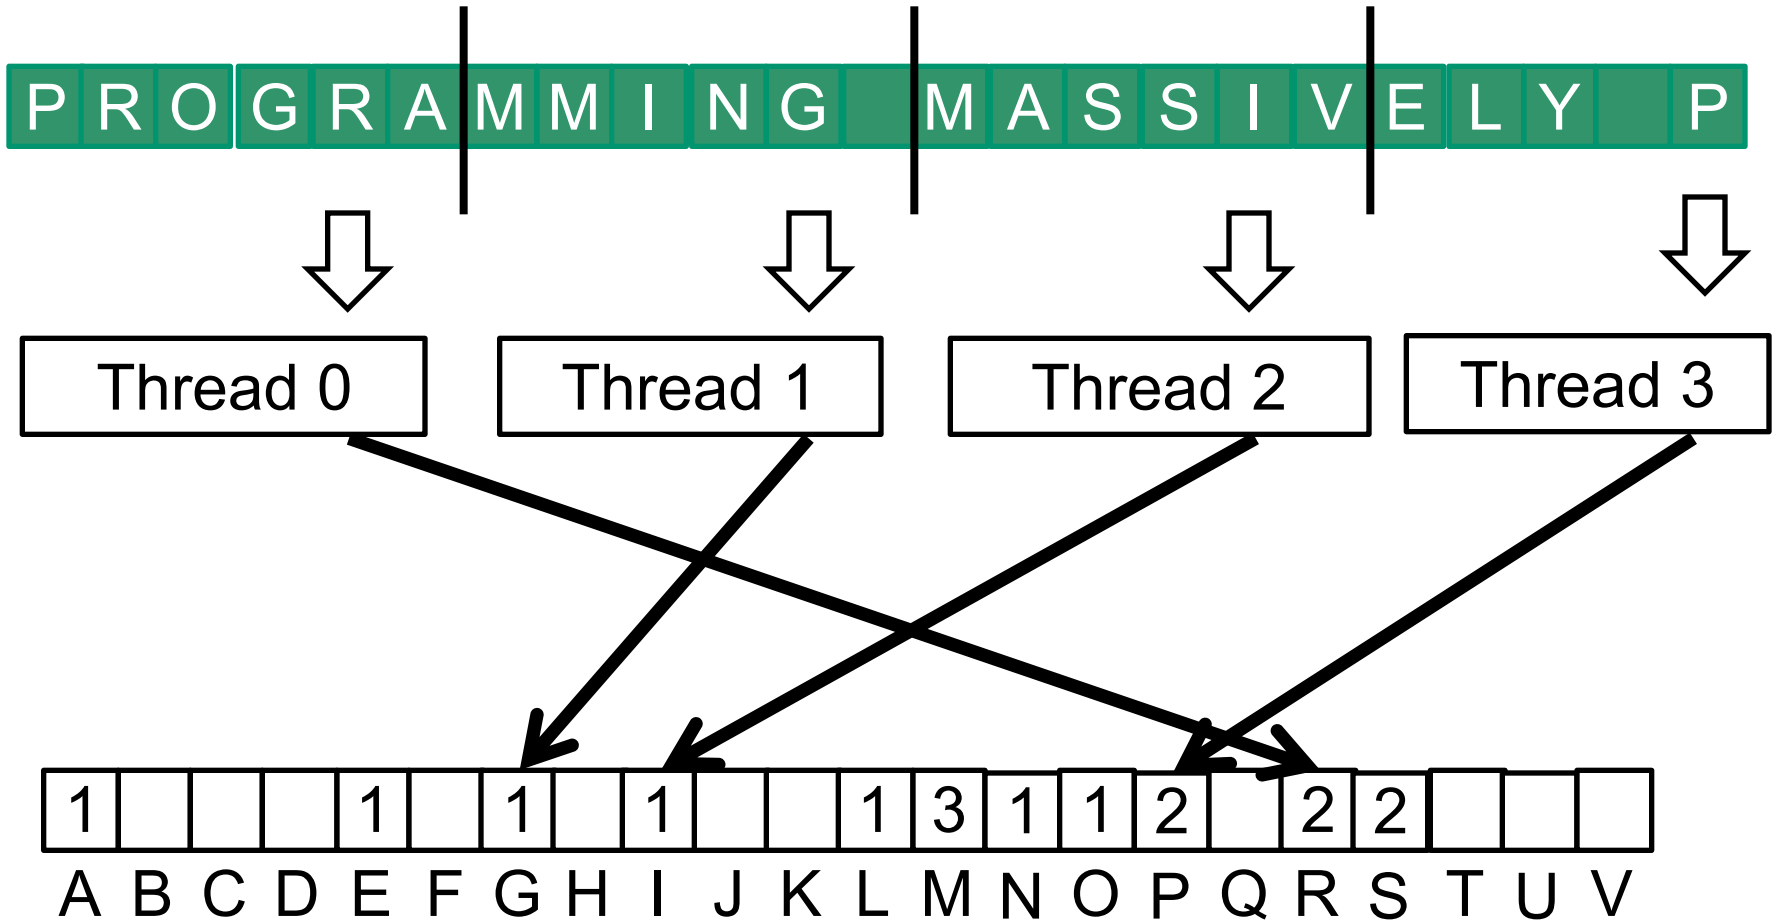 P R O G R A M M I N G M A S S I V E L Y P
Thread 0 Thread 1 Thread 2 Thread 3
1 1 1 1 1 3 1 1 2 2 2
A B C D E F G H I J K L M N O P Q R S T U V